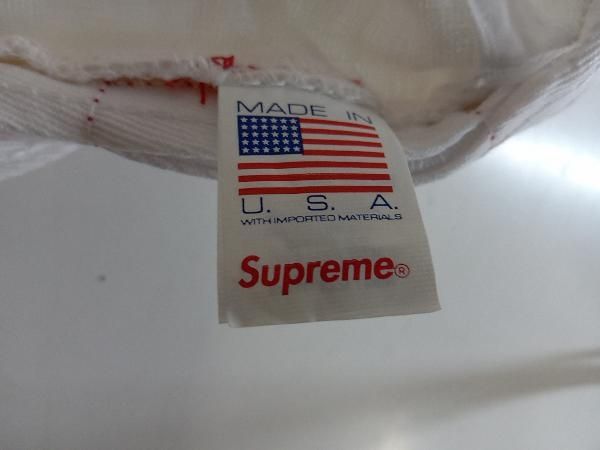 MADE IN
U. S. A.
WITH IMPORTED MATERIALS
Supreme®